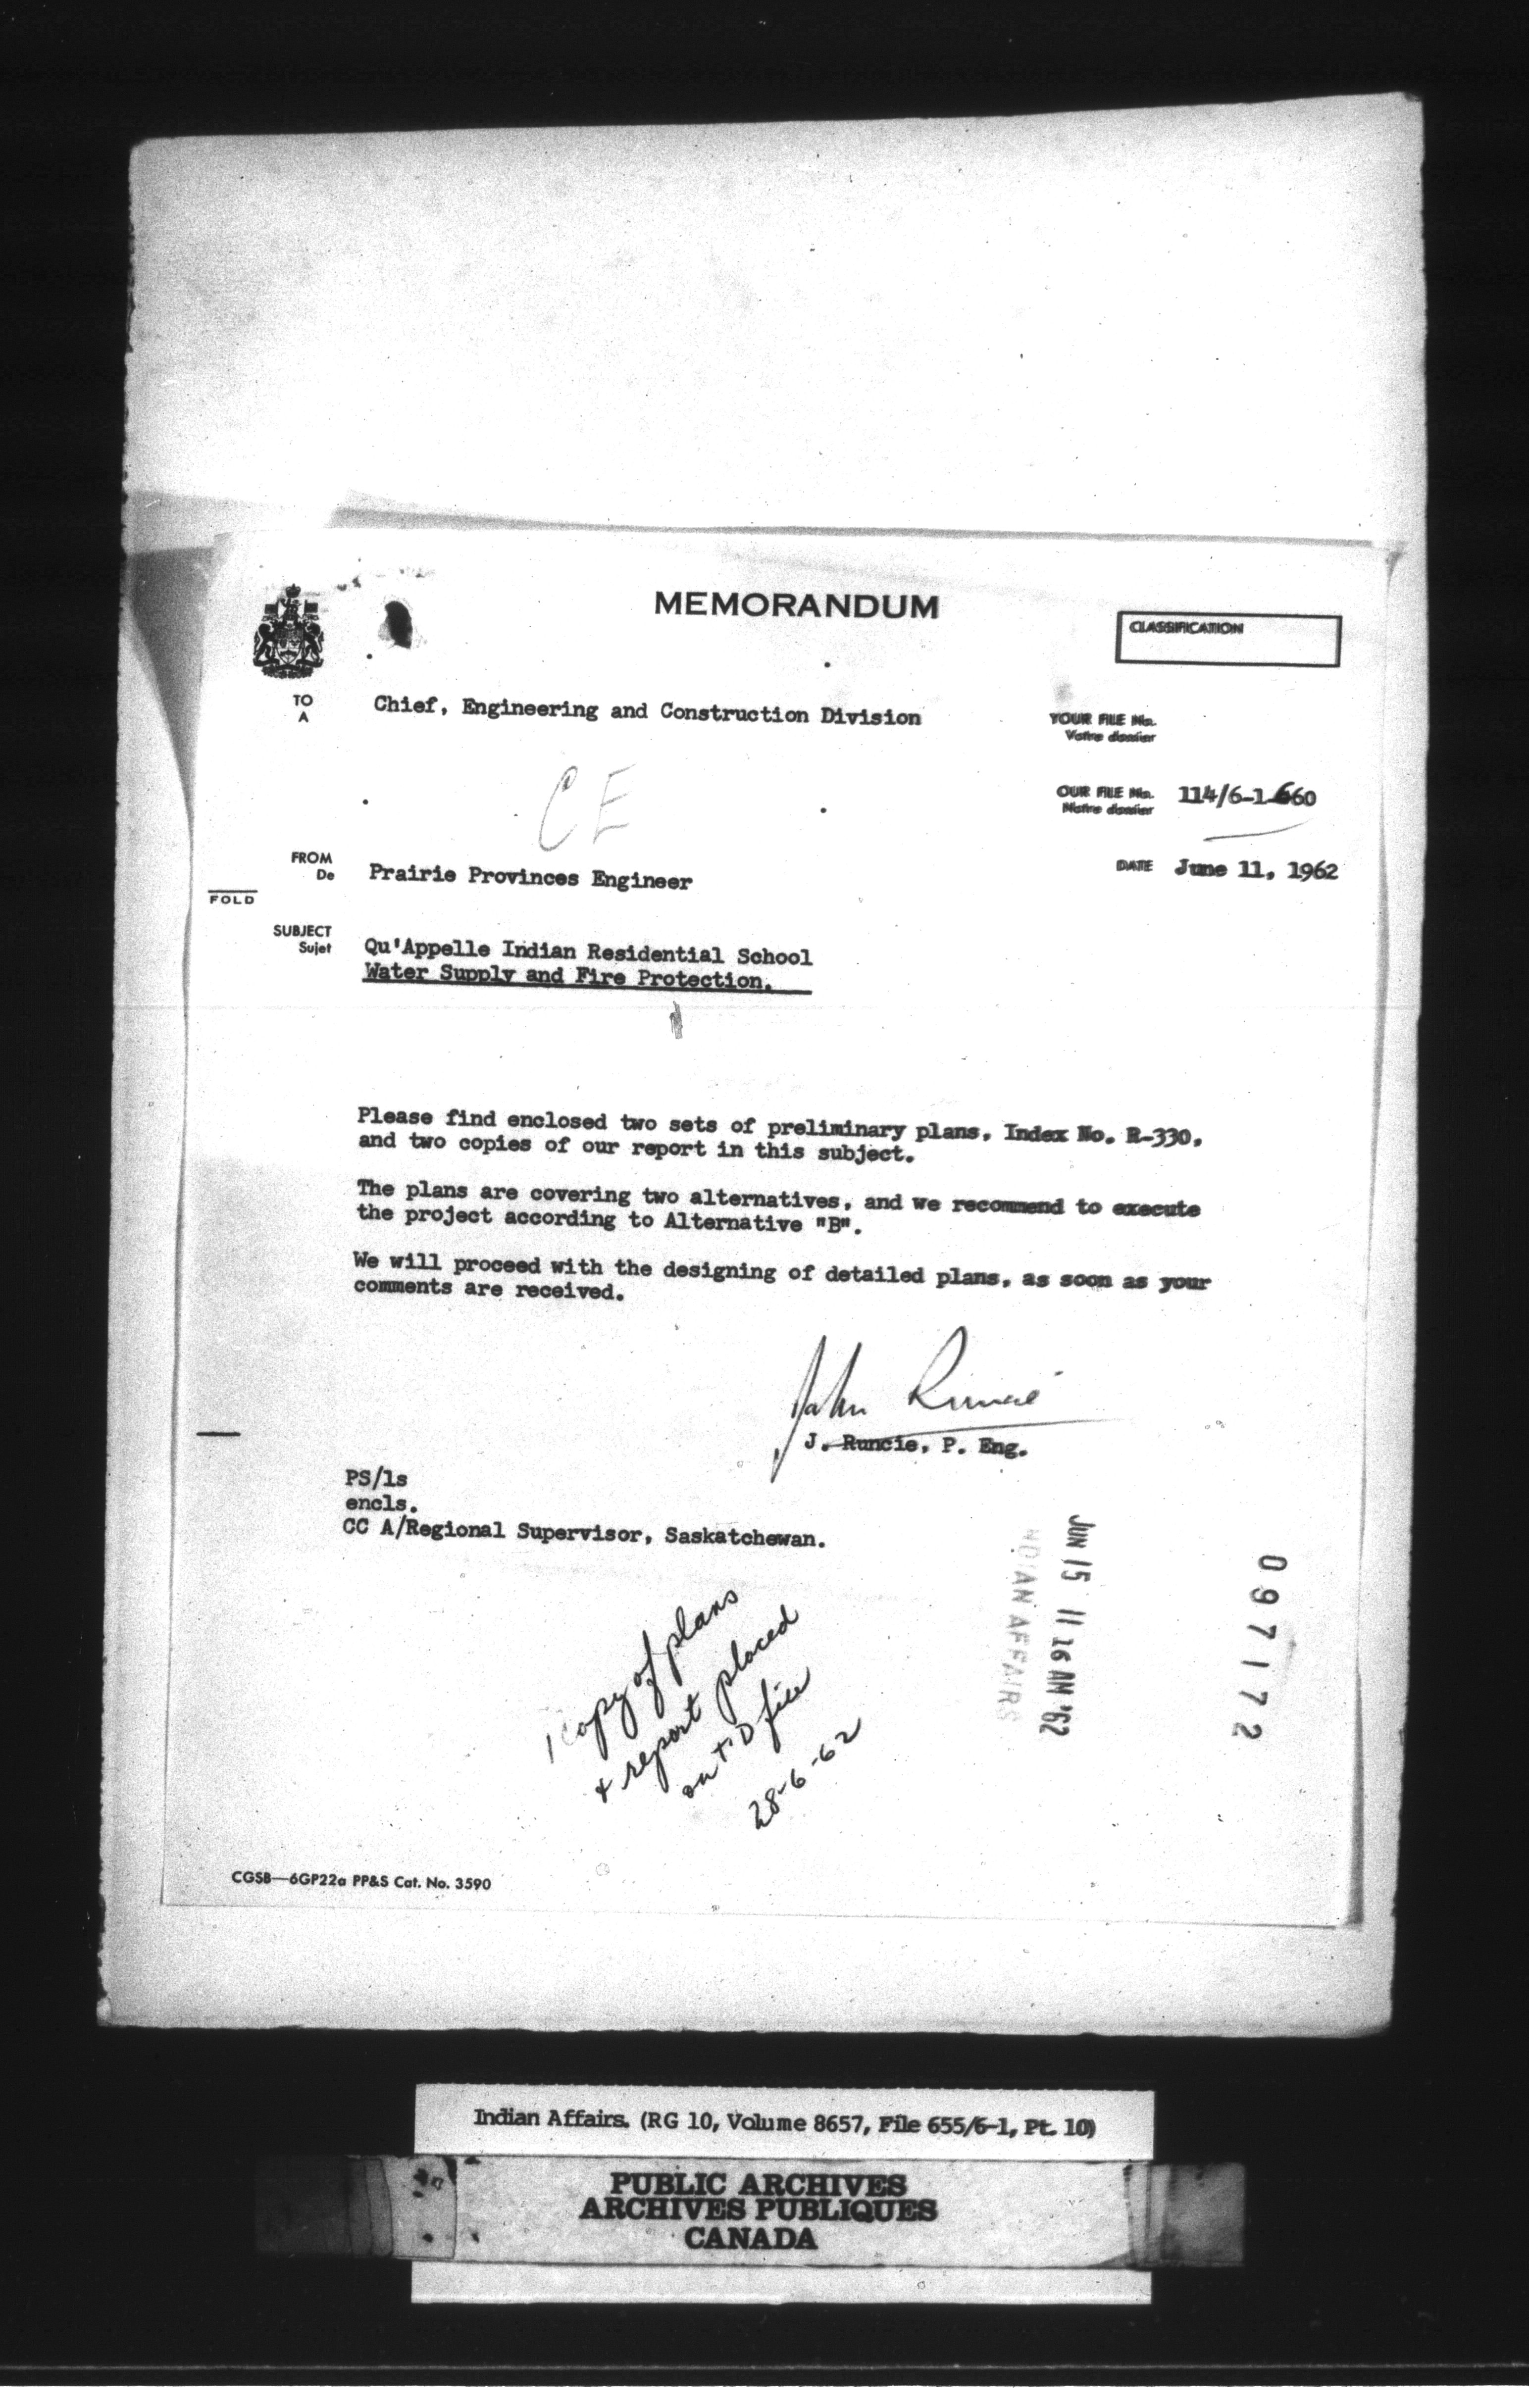 MEMORANDUM
CLASSIFICATION
TO
A
Chief, Engineering and Construction Division
YOUR FILE No.
Votre dossier
CE
OUR FILE No.
Notre dossier
114/6-1-660
FROM
De
Prairie Provinces Engineer
DATE June 11, 1962
FOLD
SUBJECT
Sujet
Qu'Appelle Indian Residential School
Water Supply and Fire Protection.
Please find enclosed two sets of preliminary plans, Index No. R-330,
and two copies of our report in this subject.
The plans are covering two alternatives, and we recommend to execute
the project according to Alternative "B".
We will proceed with the designing of detailed plans, as soon as your
comments are received.
John Runcie
J. Runcie, P. Eng.
PS/ls
encls.
CC A/Regional Supervisor, Saskatchewan.
1 copy of plans
& report placed
on T.D file
28-6-62
JUN 15 11 16 AM '62
INDIAN AFFAIRS
097172
CGSB—6GP22a PP&S Cat. No. 3590
Indian Affairs. (RG 10, Volume 8657, File 655/6-1, Pt. 10)
PUBLIC ARCHIVES
ARCHIVES PUBLIQUES
CANADA